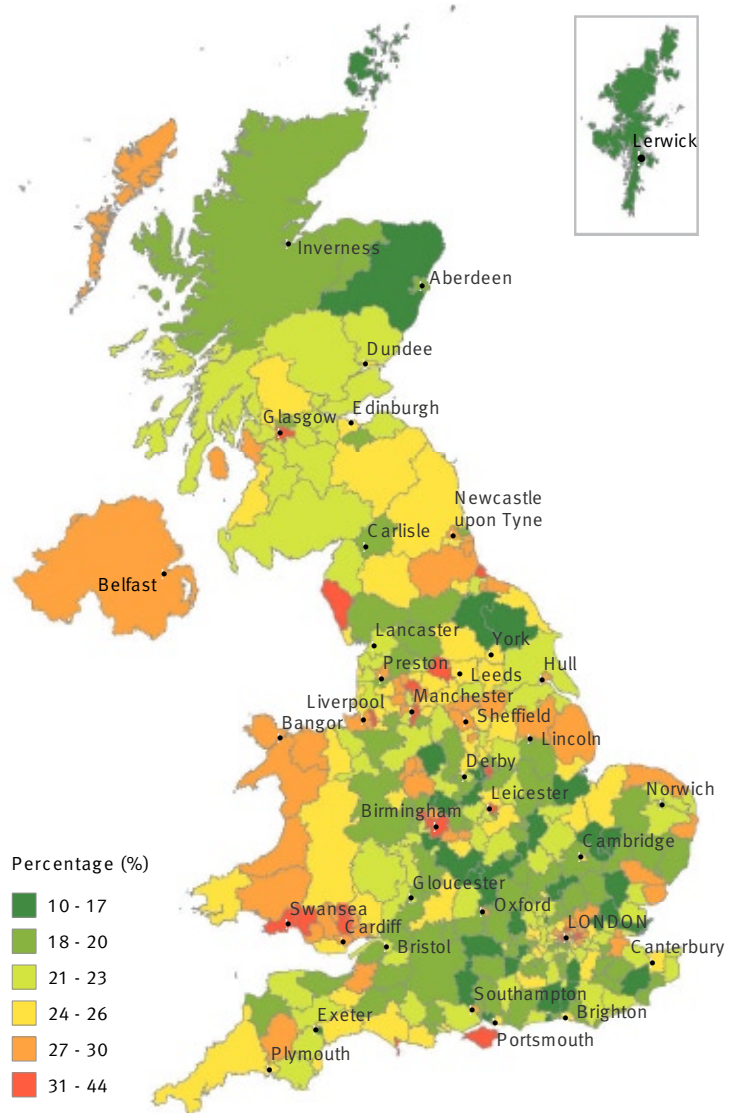 Lerwick
Inverness
Aberdeen
Dundee
Edinburgh
Glasgow
Newcastle
upon Tyne
Carlisle
Belfast
Lancaster
York
Preston
Leeds
Hull
Liverpool
Manchester
Bangor
Sheffield
Lincoln
Derby
Norwich
Leicester
Birmingham
Cambridge
Percentage (%)
10 - 17
18 - 20
21 - 23
24 - 26
27 - 30
31 - 44
Gloucester
Oxford
Swansea
LONDON
Cardiff
Bristol
Canterbury
Southampton
Exeter
Brighton
Portsmouth
Plymouth